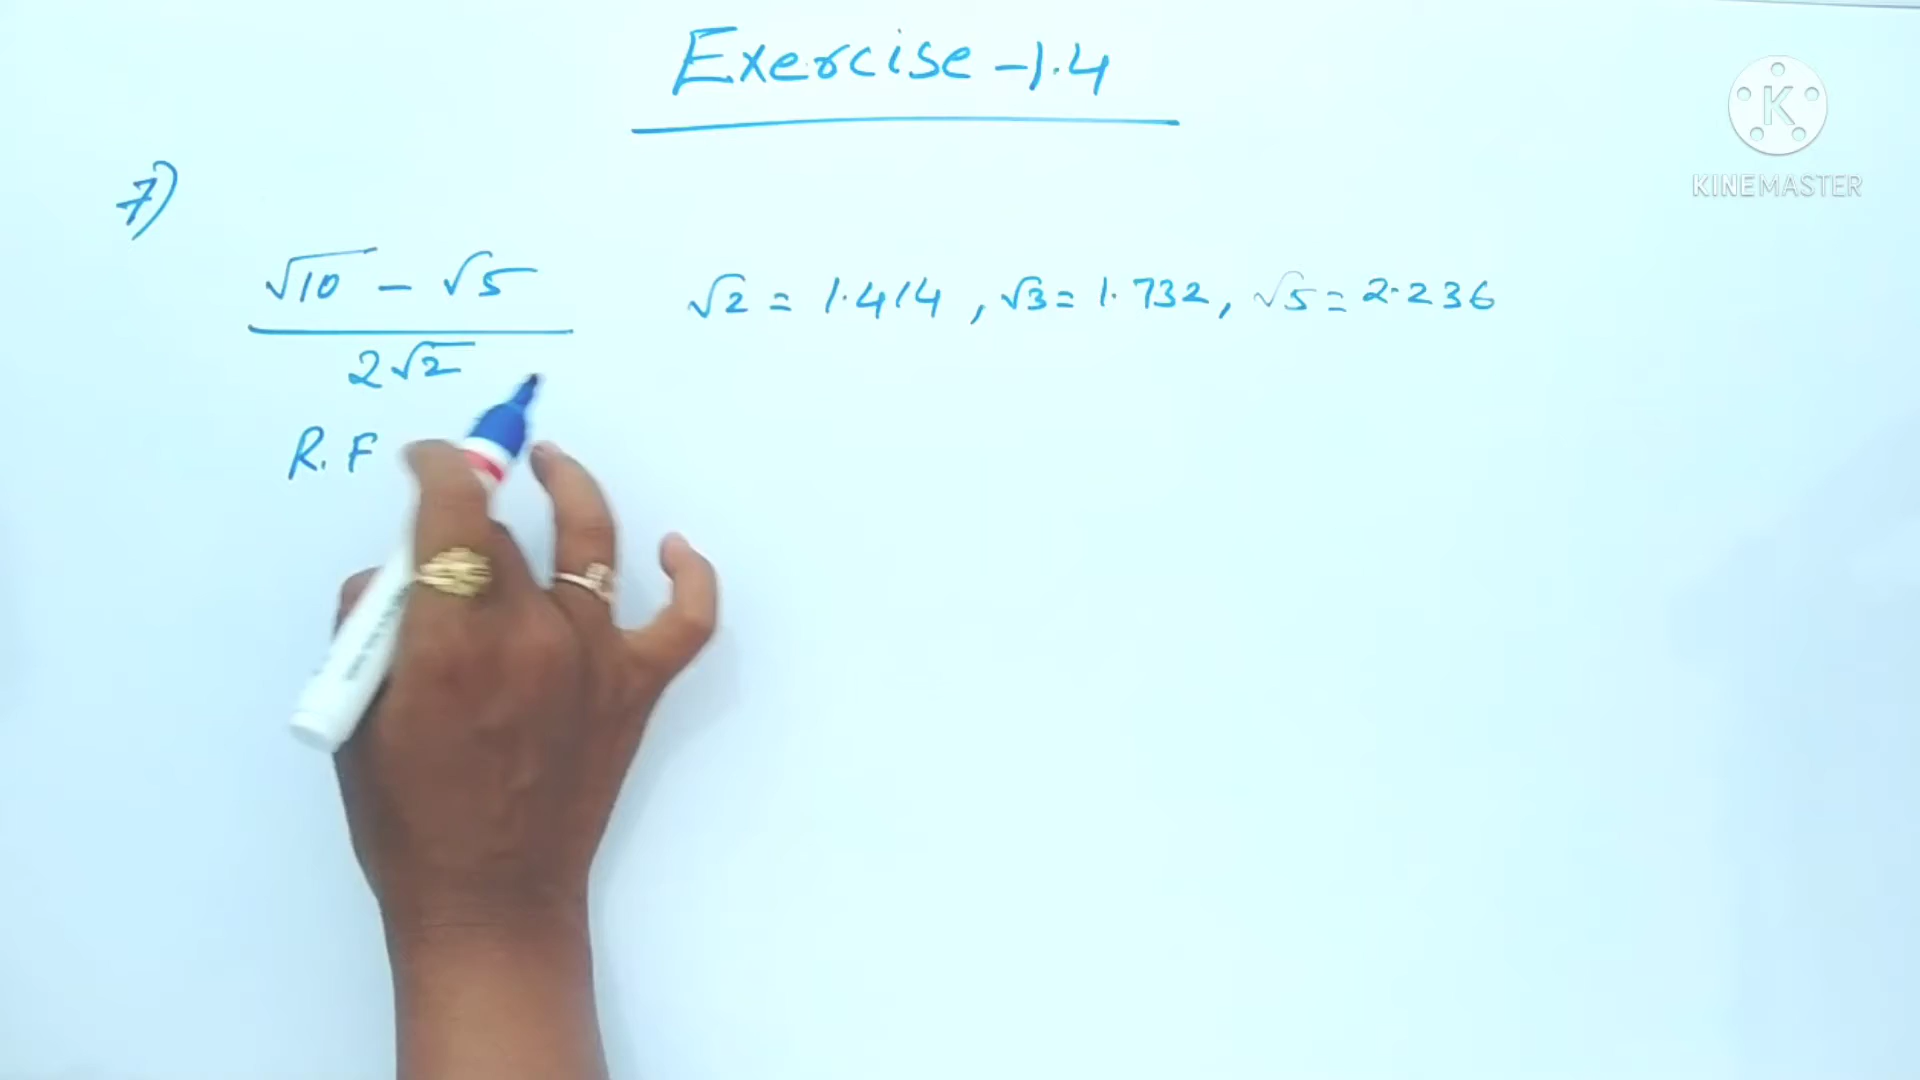 Exercise - 1.4
K
KINEMASTER
7)
√10 - √5
2√2
√2 = 1.414, √3 = 1.732, √5 = 2.236
R.F